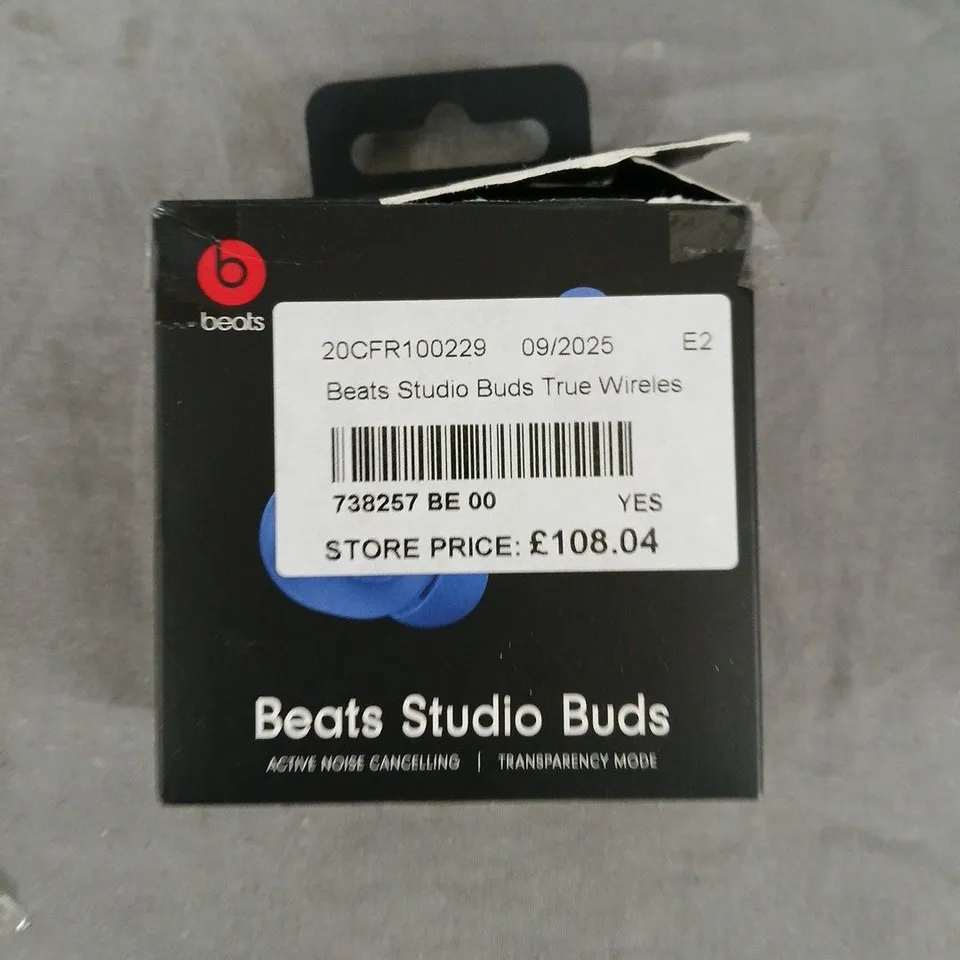 b
beats
20CFR100229 09/2025 E2
Beats Studio Buds True Wireles
738257 BE 00 YES
STORE PRICE: £108.04
Beats Studio Buds
ACTIVE NOISE CANCELLING | TRANSPARENCY MODE